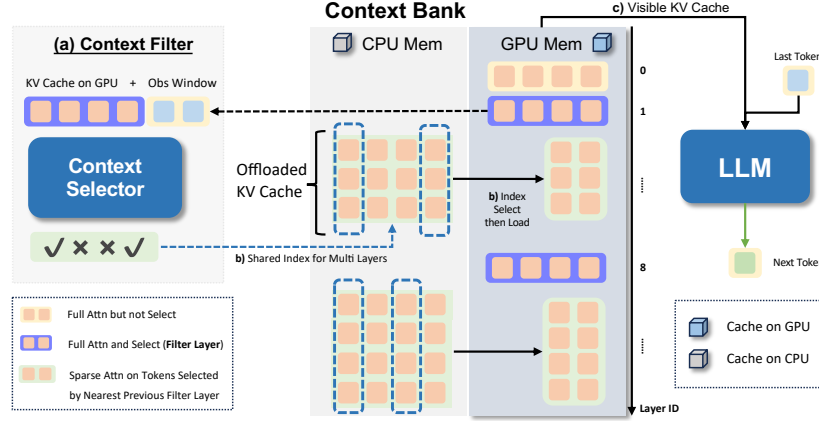 Context Bank
c) Visible KV Cache
(a) Context Filter
CPU Mem
GPU Mem
KV Cache on GPU + Obs Window
Last Token
0
1
Context
Selector
Offloaded
KV Cache
LLM
b) Index
Select
then Load
b) Shared Index for Multi Layers
Next Token
8
Full Attn but not Select
Full Attn and Select (Filter Layer)
Sparse Attn on Tokens Selected
by Nearest Previous Filter Layer
Cache on GPU
Cache on CPU
Layer ID